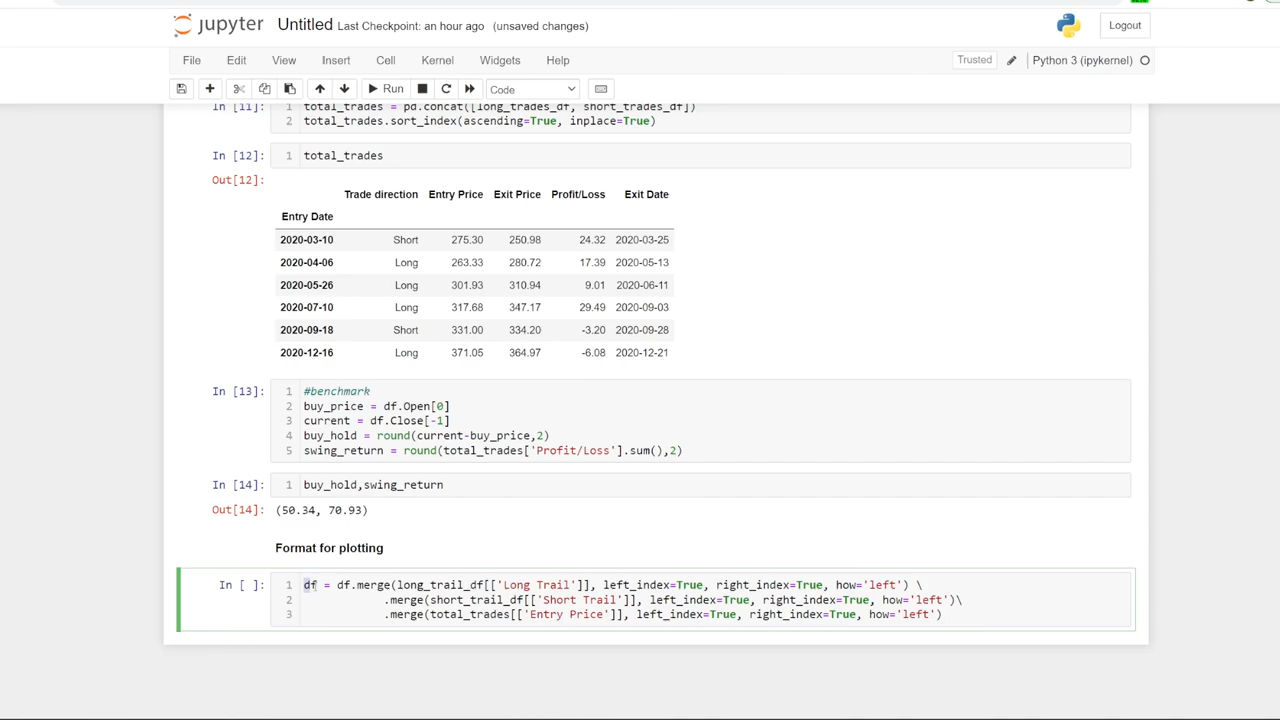 jupyter Untitled Last Checkpoint: an hour ago (unsaved changes) Logout
File Edit View Insert Cell Kernel Widgets Help Trusted Python 3 (ipykernel)
Run Code
In [11]: 1 total_trades = pd.concat([long_trades_df, short_trades_df])
2 total_trades.sort_index(ascending=True, inplace=True)
In [12]: 1 total_trades
Out[12]:
Trade direction Entry Price Exit Price Profit/Loss Exit Date
Entry Date
2020-03-10 Short 275.30 250.98 24.32 2020-03-25
2020-04-06 Long 263.33 280.72 17.39 2020-05-13
2020-05-26 Long 301.93 310.94 9.01 2020-06-11
2020-07-10 Long 317.68 347.17 29.49 2020-09-03
2020-09-18 Short 331.00 334.20 -3.20 2020-09-28
2020-12-16 Long 371.05 364.97 -6.08 2020-12-21
In [13]: 1 #benchmark
2 buy_price = df.Open[0]
3 current = df.Close[-1]
4 buy_hold = round(current-buy_price,2)
5 swing_return = round(total_trades['Profit/Loss'].sum(),2)
In [14]: 1 buy_hold,swing_return
Out[14]: (50.34, 70.93)
Format for plotting
In [ ]: 1 df = df.merge(long_trail_df[['Long Trail']], left_index=True, right_index=True, how='left') \
2 .merge(short_trail_df[['Short Trail']], left_index=True, right_index=True, how='left')\
3 .merge(total_trades[['Entry Price']], left_index=True, right_index=True, how='left')